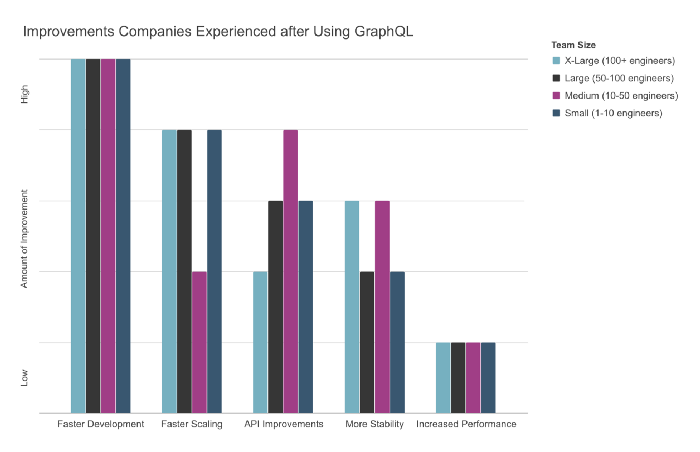 Improvements Companies Experienced after Using GraphQL
Team Size
X-Large (100+ engineers)
Large (50-100 engineers)
Medium (10-50 engineers)
Small (1-10 engineers)
High
Amount of Improvement
Low
Faster Development
Faster Scaling
API Improvements
More Stability
Increased Performance